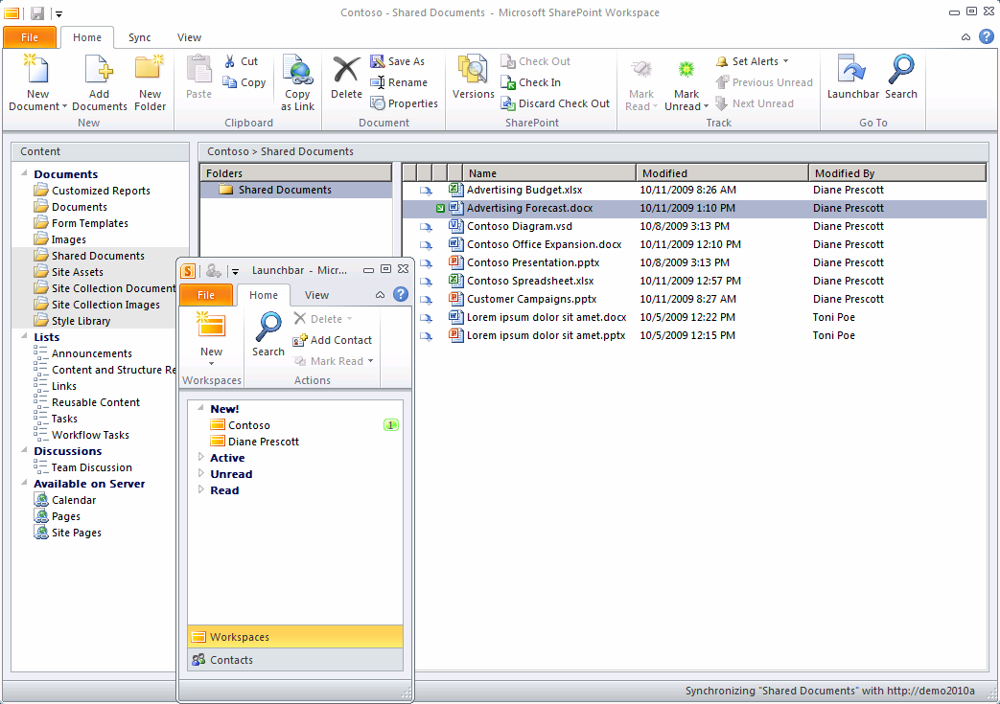 Contoso - Shared Documents - Microsoft SharePoint Workspace
File Home Sync View
New Document Add Documents New Folder
New
Paste Cut Copy Copy as Link
Clipboard
Delete Save As Rename Properties
Document
Versions Check Out Check In Discard Check Out
SharePoint
Mark Read Mark Unread Set Alerts Previous Unread Next Unread
Track
Launchbar Search
Go To
Content
Documents
Customized Reports
Documents
Form Templates
Images
Shared Documents
Site Assets
Site Collection Document
Site Collection Images
Style Library
Lists
Announcements
Content and Structure Re
Links
Reusable Content
Tasks
Workflow Tasks
Discussions
Team Discussion
Available on Server
Calendar
Pages
Site Pages
Contoso > Shared Documents
Folders
Shared Documents
Name Modified Modified By
Advertising Budget.xlsx 10/11/2009 8:26 AM Diane Prescott
Advertising Forecast.docx 10/11/2009 1:10 PM Diane Prescott
Contoso Diagram.vsd 10/8/2009 3:13 PM Diane Prescott
Contoso Office Expansion.docx 10/11/2009 12:10 PM Diane Prescott
Contoso Presentation.pptx 10/8/2009 3:13 PM Diane Prescott
Contoso Spreadsheet.xlsx 10/11/2009 12:57 PM Diane Prescott
Customer Campaigns.pptx 10/11/2009 8:27 AM Diane Prescott
Lorem ipsum dolor sit amet.docx 10/5/2009 12:22 PM Toni Poe
Lorem ipsum dolor sit amet.pptx 10/5/2009 12:15 PM Toni Poe
Launchbar - Micr...
File Home View
New
Workspaces
Search Delete Add Contact Mark Read
Actions
New!
Contoso 1
Diane Prescott
Active
Unread
Read
Workspaces
Contacts
Synchronizing "Shared Documents" with http://demo2010a